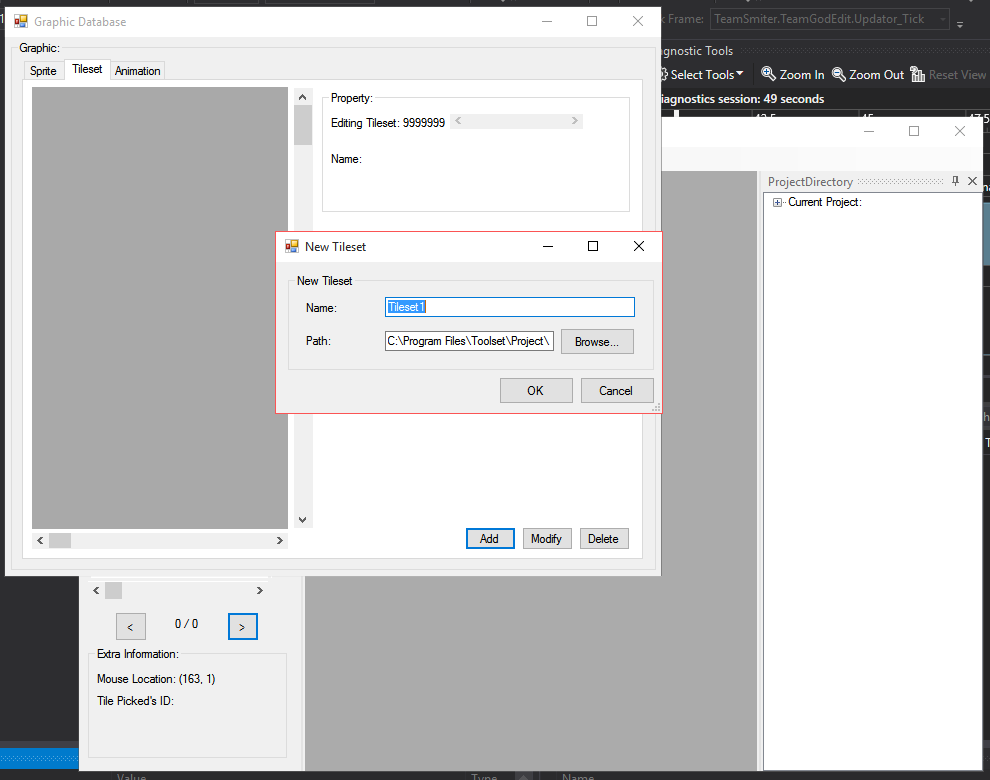 Graphic Database
Frame: TeamSmiter.TeamGodEdit.Updator_Tick
Graphic:
Sprite Tileset Animation
Select Tools Zoom In Zoom Out Reset View
session: 49 seconds
Property:
Editing Tileset: 9999999
Name:
ProjectDirectory
Current Project:
New Tileset
New Tileset
Name: Tileset1
Path: C:\Program Files\Toolset\Project\ Browse...
OK Cancel
Add Modify Delete
< 0 / 0 >
Extra Information:
Mouse Location: (163, 1)
Tile Picked's ID:
Value Type Name